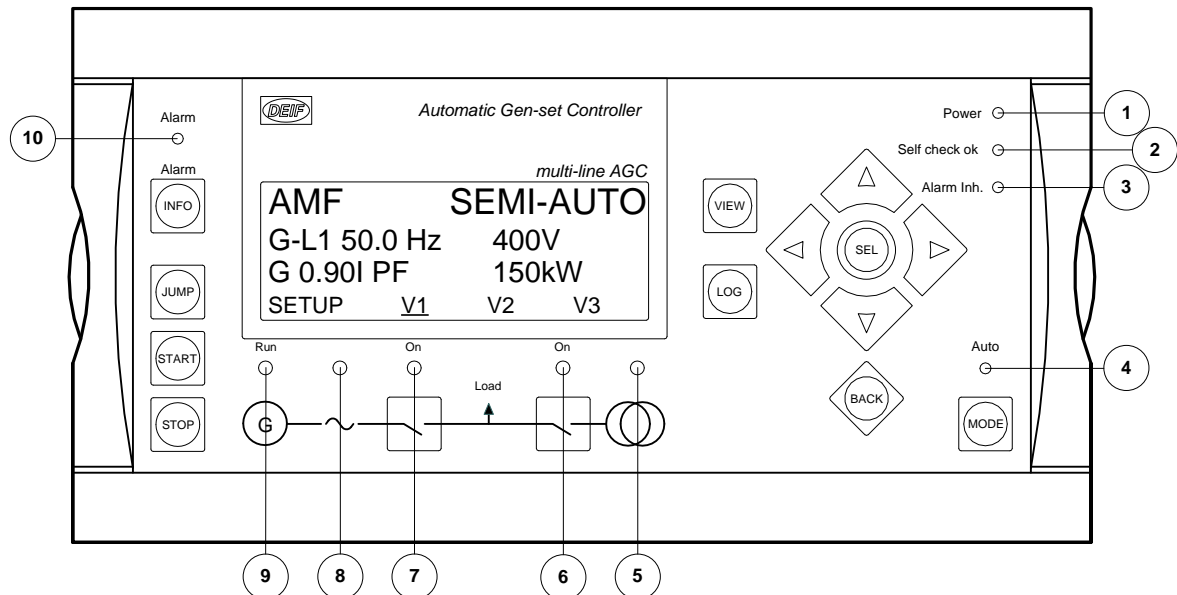 DEIF
Automatic Gen-set Controller
Power
1
Alarm
10
Self check ok
2
Alarm
multi-line AGC
Alarm Inh.
3
INFO
AMF SEMI-AUTO
VIEW
G-L1 50.0 Hz 400V
SEL
G 0.90I PF 150kW
JUMP
LOG
SETUP V1 V2 V3
START
Run
On
On
Auto
4
Load
BACK
STOP
G
MODE
9
8
7
6
5